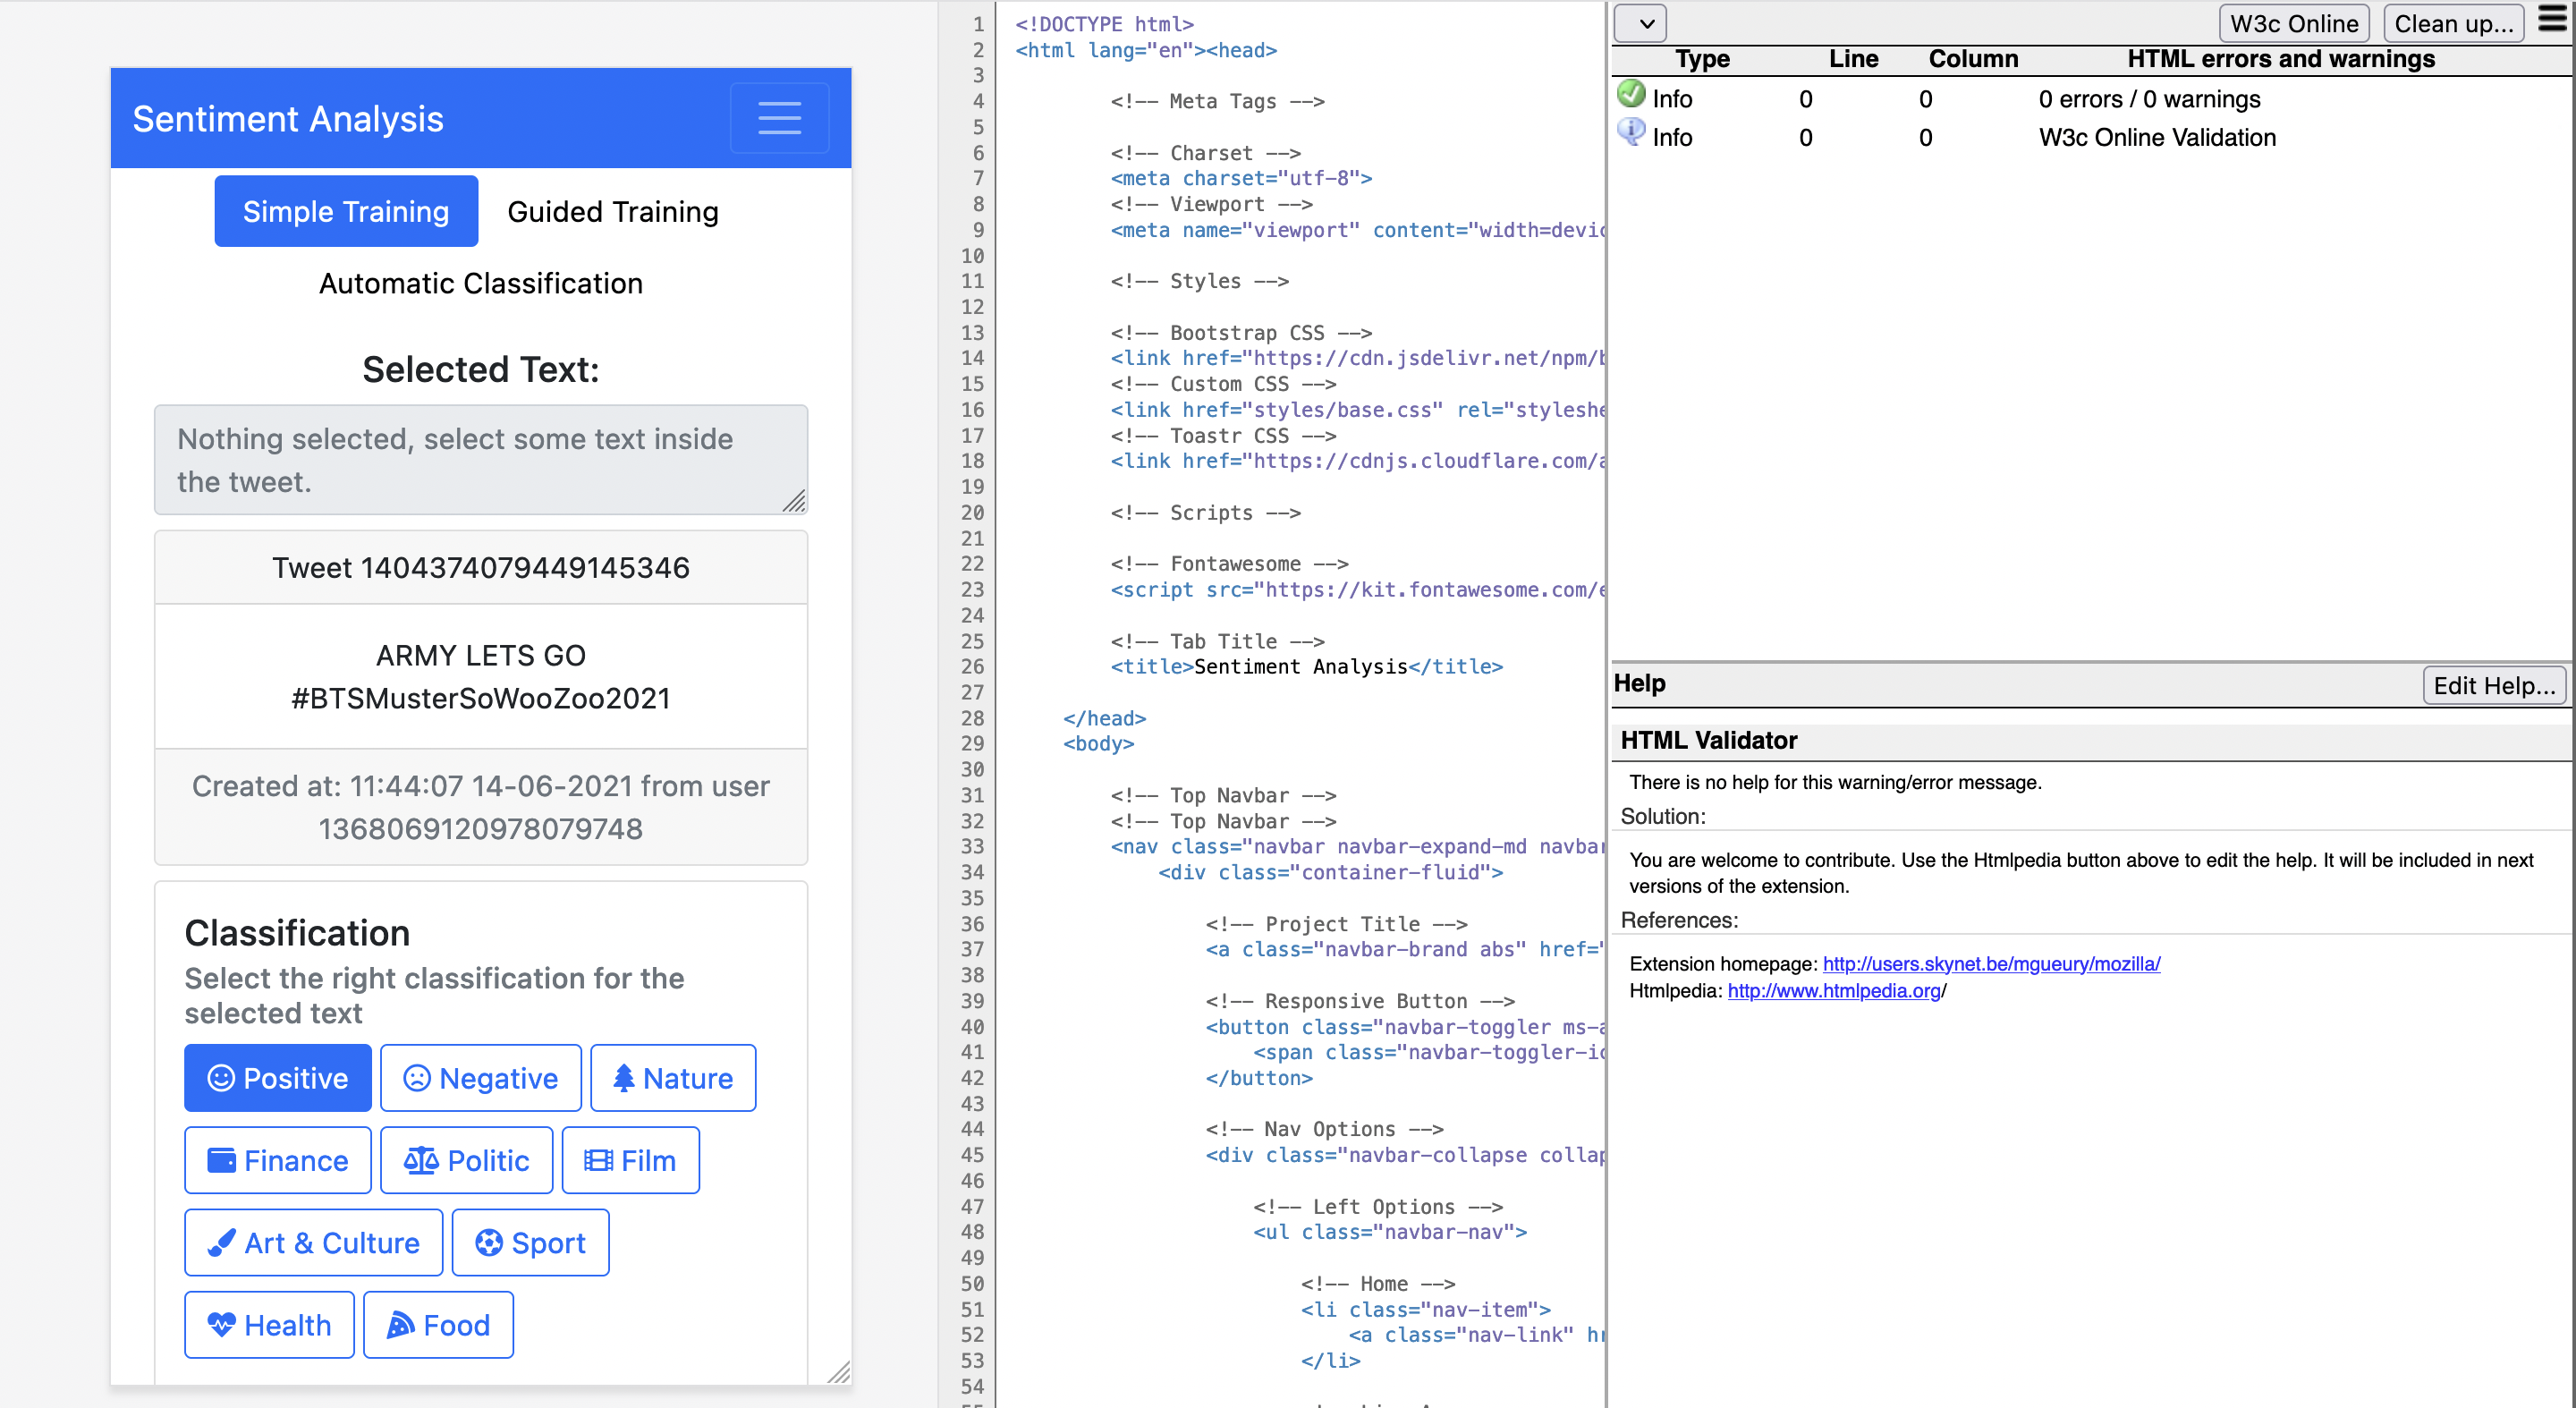 Sentiment Analysis
Simple Training Guided Training
Automatic Classification
Selected Text:
Nothing selected, select some text inside
the tweet.
Tweet 1404374079449145346
ARMY LETS GO
#BTSMusterSoWooZoo2021
Created at: 11:44:07 14-06-2021 from user
1368069120978079748
Classification
Select the right classification for the
selected text
Positive Negative Nature
Finance Politic Film
Art & Culture Sport
Health Food
1 <!DOCTYPE html>
2 <html lang="en"><head>
3
4 <!-- Meta Tags -->
5
6 <!-- Charset -->
7 <meta charset="utf-8">
8 <!-- Viewport -->
9 <meta name="viewport" content="width=devic
10
11 <!-- Styles -->
12
13 <!-- Bootstrap CSS -->
14 <link href="https://cdn.jsdelivr.net/npm/b
15 <!-- Custom CSS -->
16 <link href="styles/base.css" rel="styleshe
17 <!-- Toastr CSS -->
18 <link href="https://cdnjs.cloudflare.com/a
19
20 <!-- Scripts -->
21
22 <!-- Fontawesome -->
23 <script src="https://kit.fontawesome.com/e
24
25 <!-- Tab Title -->
26 <title>Sentiment Analysis</title>
27
28 </head>
29 <body>
30
31 <!-- Top Navbar -->
32 <!-- Top Navbar -->
33 <nav class="navbar navbar-expand-md navbar
34 <div class="container-fluid">
35
36 <!-- Project Title -->
37 <a class="navbar-brand abs" href="
38
39 <!-- Responsive Button -->
40 <button class="navbar-toggler ms-a
41 <span class="navbar-toggler-ic
42 </button>
43
44 <!-- Nav Options -->
45 <div class="navbar-collapse collap
46
47 <!-- Left Options -->
48 <ul class="navbar-nav">
49
50 <!-- Home -->
51 <li class="nav-item">
52 <a class="nav-link" hr
53 </li>
54
W3c Online Clean up...
Type Line Column HTML errors and warnings
Info 0 0 0 errors / 0 warnings
Info 0 0 W3c Online Validation
Help Edit Help...
HTML Validator
There is no help for this warning/error message.
Solution:
You are welcome to contribute. Use the Htmlpedia button above to edit the help. It will be included in next
versions of the extension.
References:
Extension homepage: http://users.skynet.be/mgueury/mozilla/
Htmlpedia: http://www.htmlpedia.org/